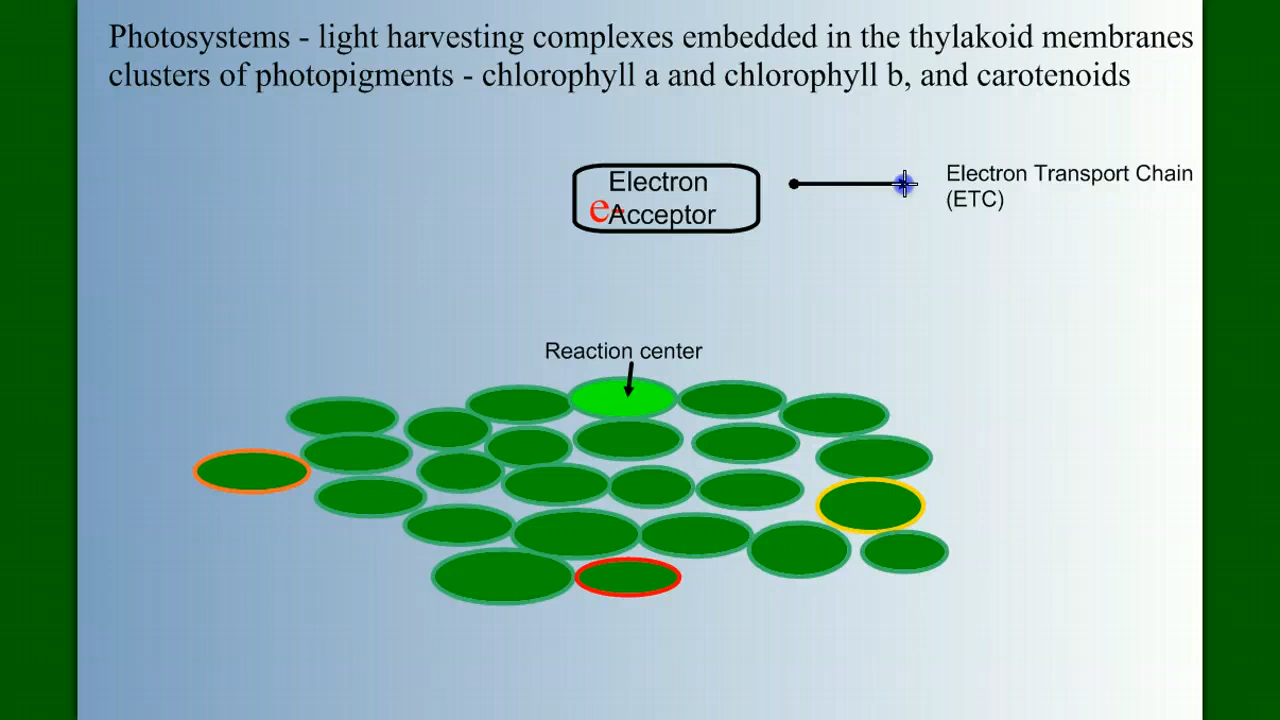 Photosystems - light harvesting complexes embedded in the thylakoid membranes
clusters of photopigments - chlorophyll a and chlorophyll b, and carotenoids
Electron
Acceptor
e-
Electron Transport Chain
(ETC)
Reaction center